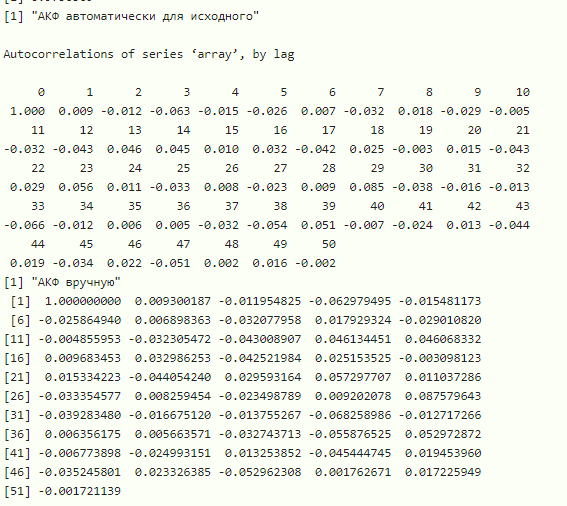 [1] "АКФ автоматически для исходного"
Autocorrelations of series ‘array’, by lag
0 1 2 3 4 5 6 7 8 9 10
1.000 0.009 -0.012 -0.063 -0.015 -0.026 0.007 -0.032 0.018 -0.029 -0.005
11 12 13 14 15 16 17 18 19 20 21
-0.032 -0.043 0.046 0.045 0.010 0.032 -0.042 0.025 -0.003 0.015 -0.043
22 23 24 25 26 27 28 29 30 31 32
0.029 0.056 0.011 -0.033 0.008 -0.023 0.009 0.085 -0.038 -0.016 -0.013
33 34 35 36 37 38 39 40 41 42 43
-0.066 -0.012 0.006 0.005 -0.032 -0.054 0.051 -0.007 -0.024 0.013 -0.044
44 45 46 47 48 49 50
0.019 -0.034 0.022 -0.051 0.002 0.016 -0.002
[1] "АКФ вручную"
[1] 1.000000000 0.009300187 -0.011954825 -0.062979495 -0.015481173
[6] -0.025864940 0.006898363 -0.032077958 0.017929324 -0.029010820
[11] -0.004855953 -0.032305472 -0.043008907 0.046134451 0.046068332
[16] 0.009683453 0.032986253 -0.042521984 0.025153525 -0.003098123
[21] 0.015334223 -0.044054240 0.029593164 0.057297707 0.011037286
[26] -0.033354577 0.008259454 -0.023498789 0.009202078 0.087579643
[31] -0.039283480 -0.016675120 -0.013755267 -0.068258986 -0.012717266
[36] 0.006356175 0.005663571 -0.032743713 -0.055876525 0.052972872
[41] -0.006773898 -0.024993151 0.013253852 -0.045444745 0.019453960
[46] -0.035245801 0.023326385 -0.052962308 0.001762671 0.017225949
[51] -0.001721139